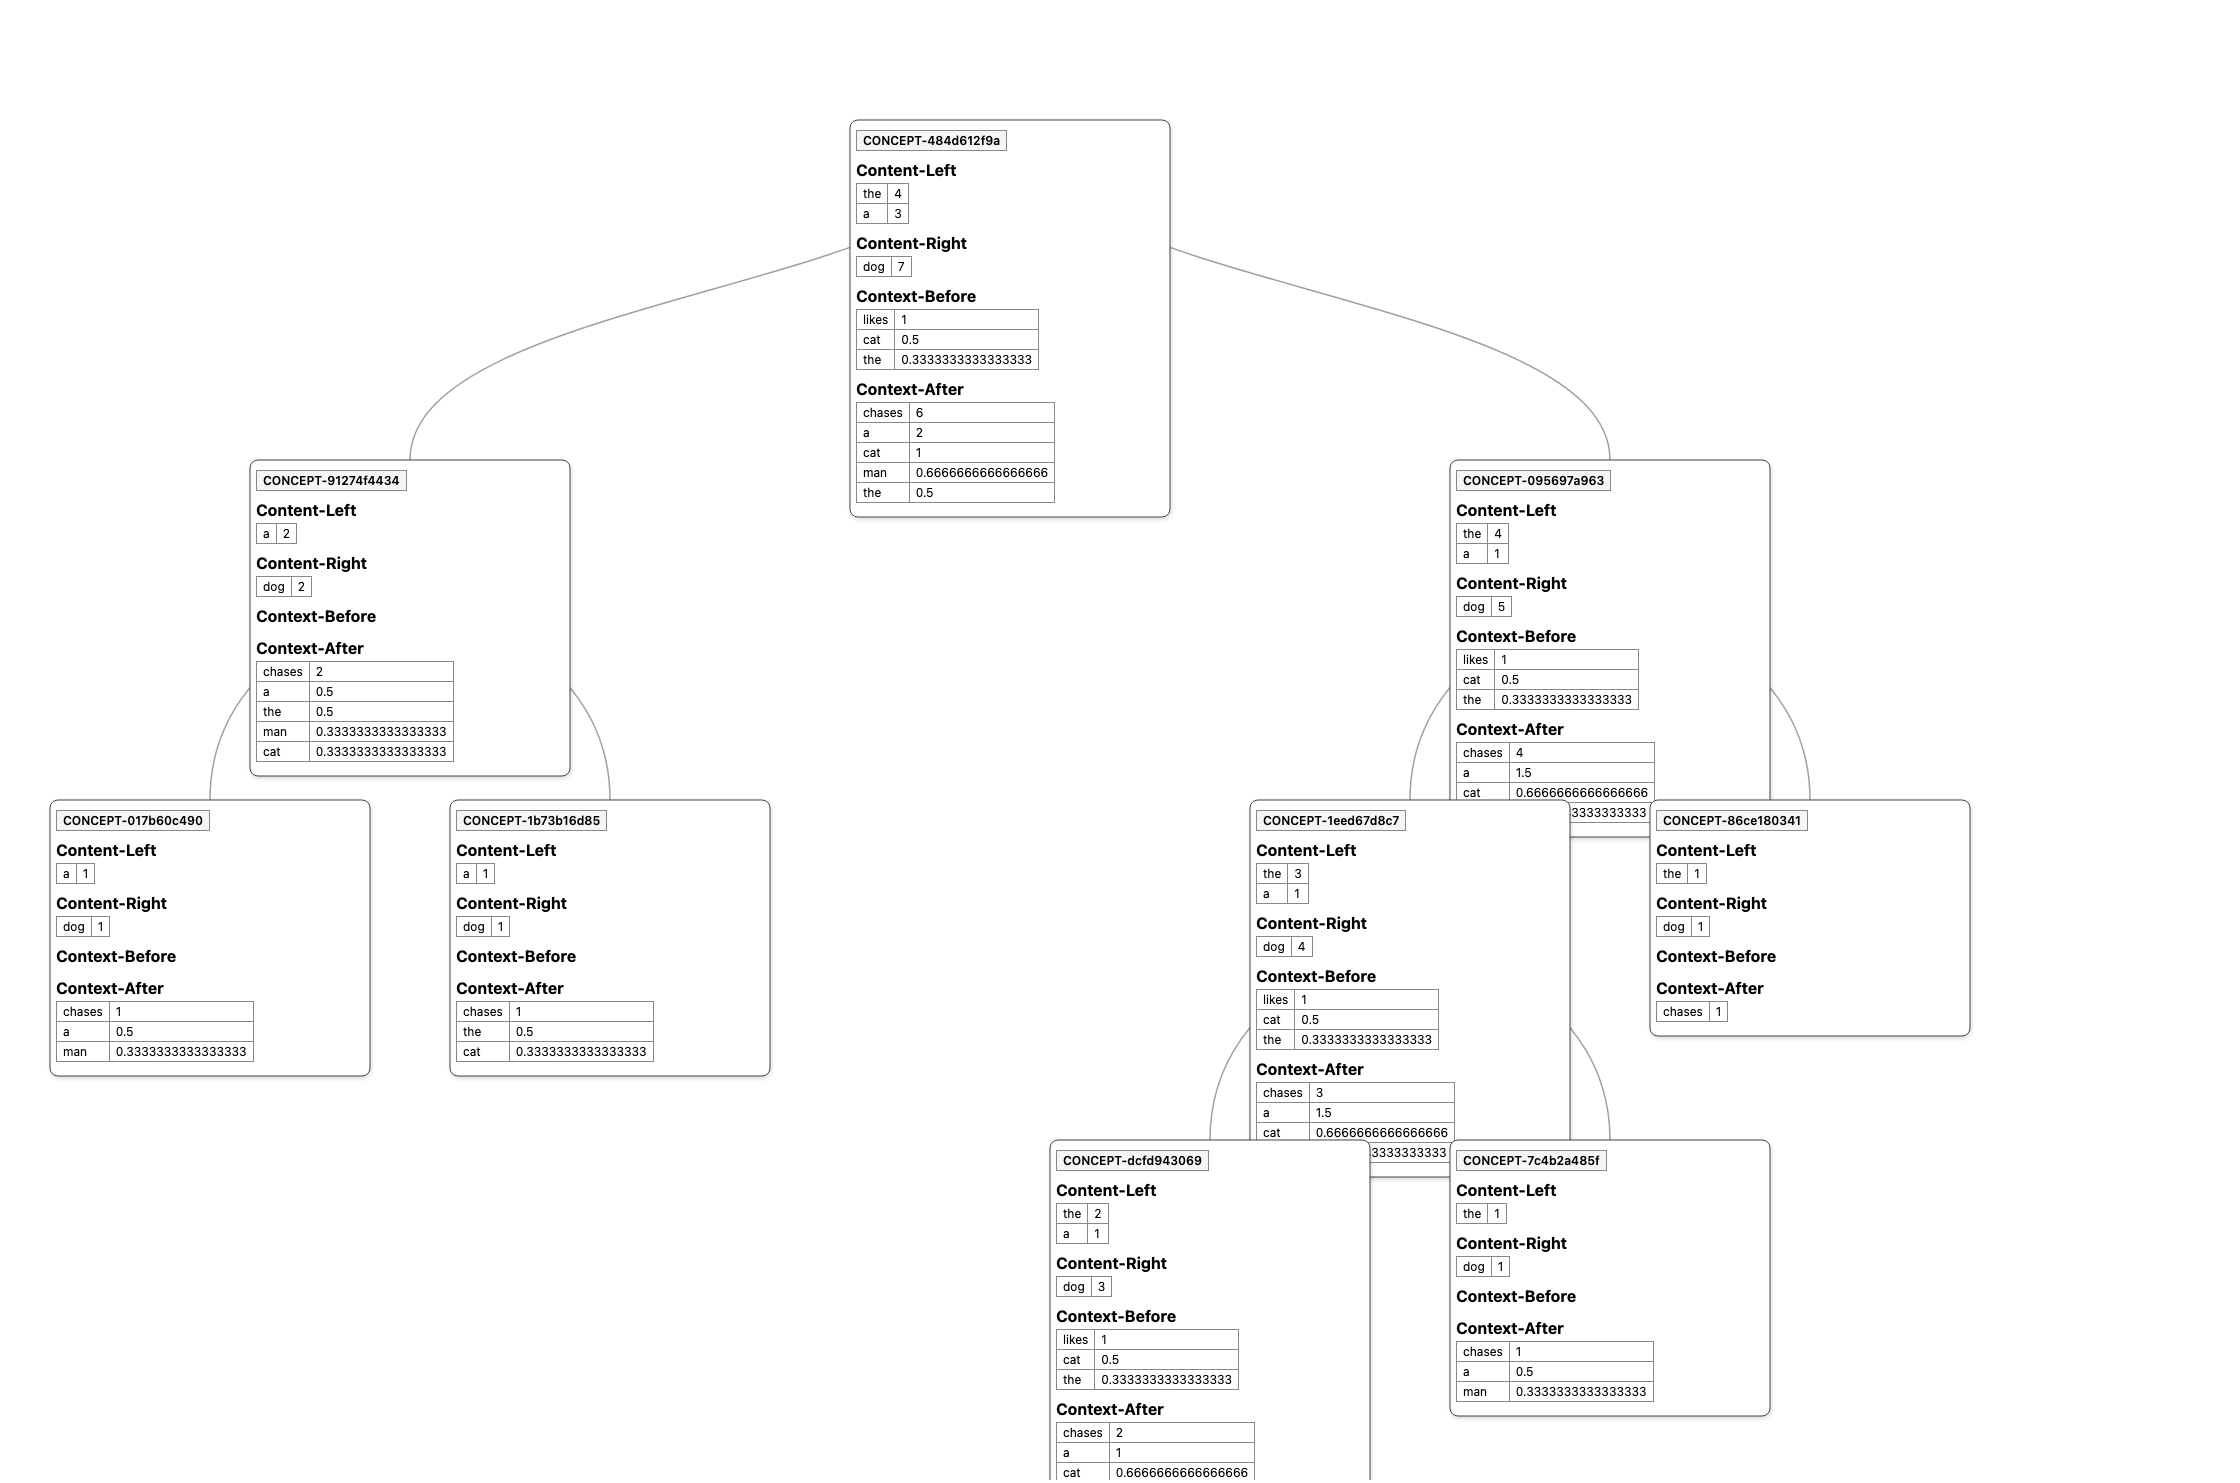 CONCEPT-484d612f9a
Content-Left
the 4
a 3
Content-Right
dog 7
Context-Before
likes 1
cat 0.5
the 0.3333333333333333
Context-After
chases 6
a 2
cat 1
man 0.6666666666666666
the 0.5
CONCEPT-91274f4434
Content-Left
a 2
Content-Right
dog 2
Context-Before
Context-After
chases 2
a 0.5
the 0.5
man 0.3333333333333333
cat 0.3333333333333333
CONCEPT-095697a963
Content-Left
the 4
a 1
Content-Right
dog 5
Context-Before
likes 1
cat 0.5
the 0.3333333333333333
Context-After
chases 4
a 1.5
cat 0.6666666666666666
CONCEPT-017b60c490
Content-Left
a 1
Content-Right
dog 1
Context-Before
Context-After
chases 1
a 0.5
man 0.3333333333333333
CONCEPT-1b73b16d85
Content-Left
a 1
Content-Right
dog 1
Context-Before
Context-After
chases 1
the 0.5
cat 0.3333333333333333
CONCEPT-1eed67d8c7
Content-Left
the 3
a 1
Content-Right
dog 4
Context-Before
likes 1
cat 0.5
the 0.3333333333333333
Context-After
chases 3
a 1.5
cat 0.6666666666666666
CONCEPT-86ce180341
Content-Left
the 1
Content-Right
dog 1
Context-Before
Context-After
chases 1
CONCEPT-dcfd943069
Content-Left
the 2
a 1
Content-Right
dog 3
Context-Before
likes 1
cat 0.5
the 0.3333333333333333
Context-After
chases 2
a 1
cat 0.6666666666666666
CONCEPT-7c4b2a485f
Content-Left
the 1
Content-Right
dog 1
Context-Before
Context-After
chases 1
a 0.5
man 0.3333333333333333